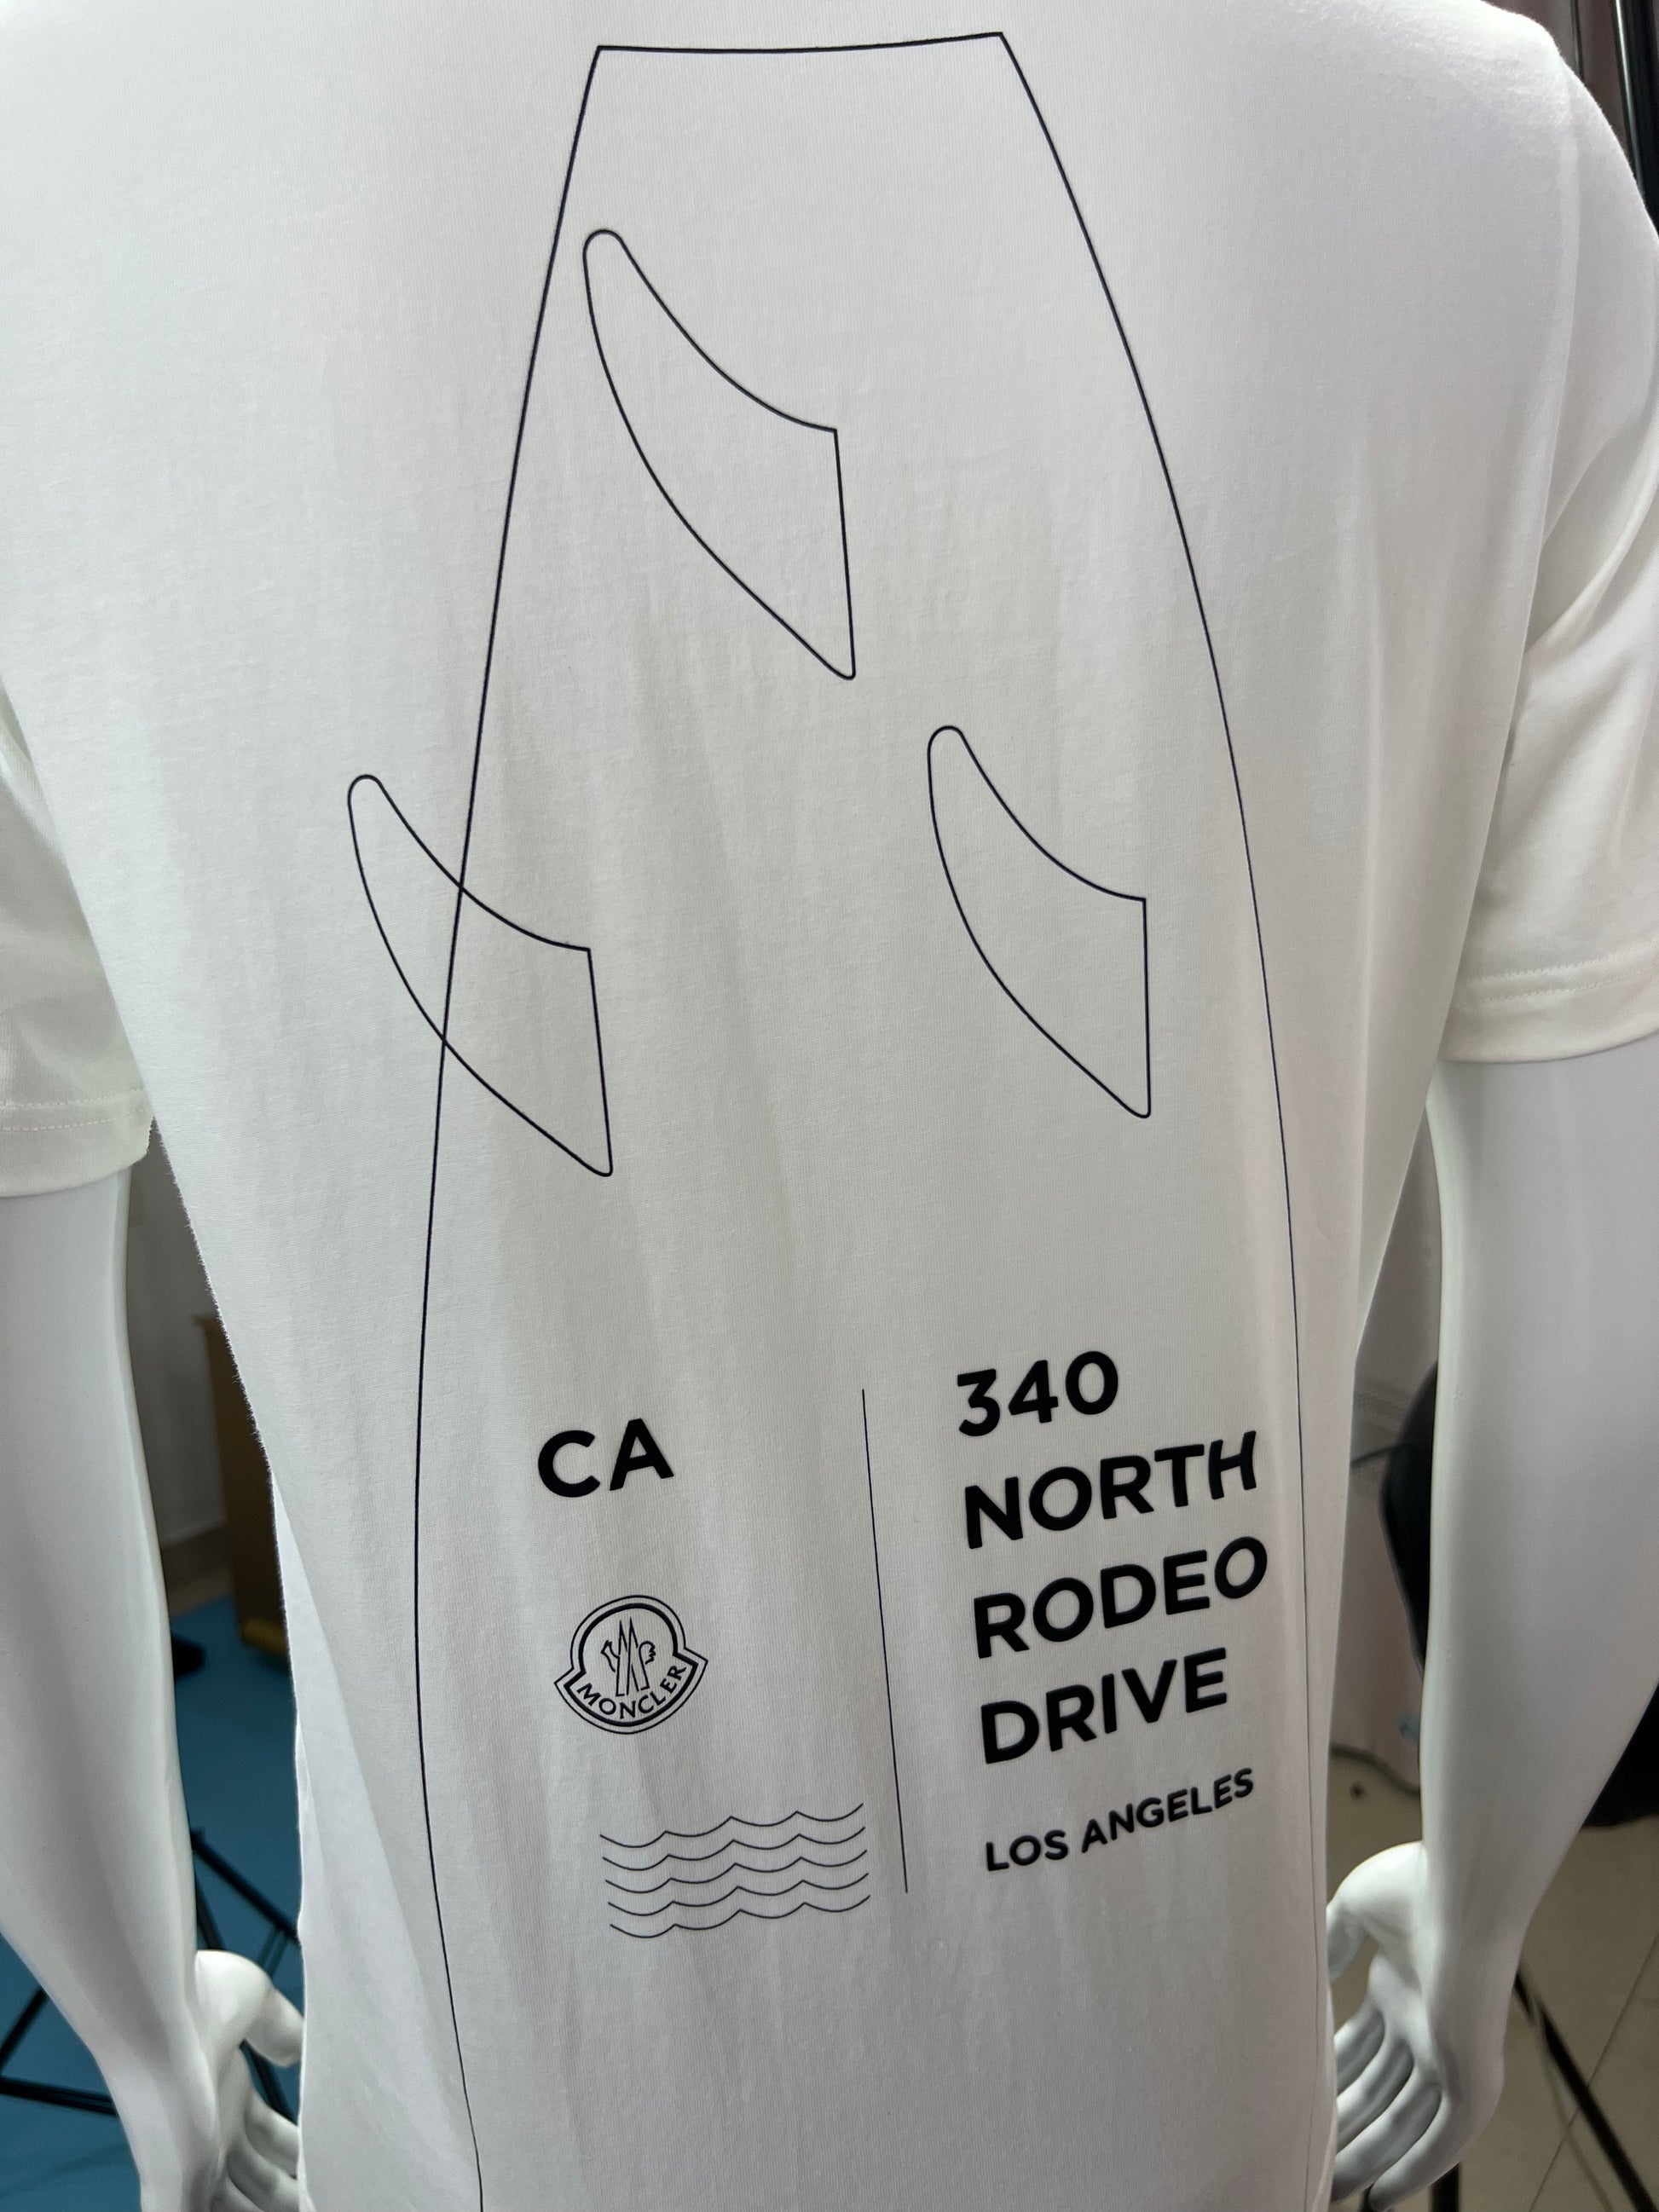 CA
MONCLER
340
NORTH
RODEO
DRIVE
LOS ANGELES